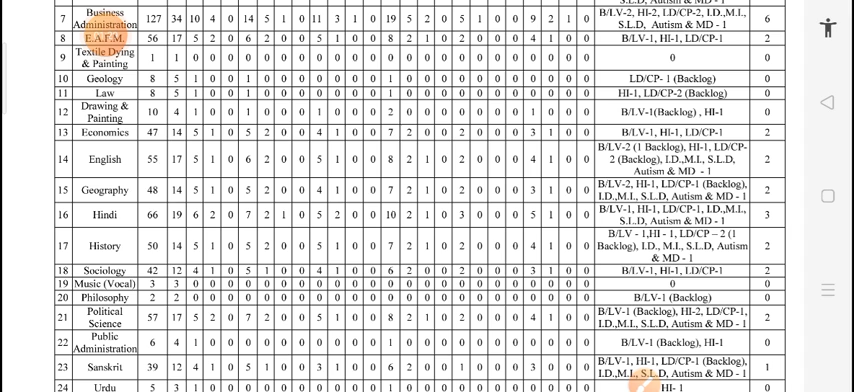 S.L.D, Autism & MD - 1
7 Business Administration 127 34 10 4 0 14 5 1 0 11 3 1 0 19 5 2 0 5 1 0 0 9 2 1 0 B/LV-2, HI-2, LD/CP-2, I.D.,M.I., S.L.D, Autism & MD - 1 6
8 E.A.F.M. 56 17 5 2 0 6 2 0 0 5 1 0 0 8 2 1 0 2 0 0 0 4 1 0 0 B/LV-1, HI-1, LD/CP-1 2
9 Textile Dying & Painting 1 1 0 0 0 0 0 0 0 0 0 0 0 0 0 0 0 0 0 0 0 0 0 0 0 0 0
10 Geology 8 5 1 0 0 1 0 0 0 0 0 0 0 1 0 0 0 0 0 0 0 0 0 0 0 LD/CP- 1 (Backlog) 0
11 Law 8 5 1 0 0 1 0 0 0 0 0 0 0 1 0 0 0 0 0 0 0 0 0 0 0 HI-1, LD/CP-2 (Backlog) 0
12 Drawing & Painting 10 4 1 0 0 1 0 0 0 1 0 0 0 2 0 0 0 0 0 0 0 1 0 0 0 B/LV-1(Backlog) , HI-1 0
13 Economics 47 14 5 1 0 5 2 0 0 4 1 0 0 7 2 0 0 2 0 0 0 3 1 0 0 B/LV-1, HI-1, LD/CP-1 2
14 English 55 17 5 1 0 6 2 0 0 5 1 0 0 8 2 1 0 2 0 0 0 4 1 0 0 B/LV-2 (1 Backlog), HI-1, LD/CP-2 (Backlog), I.D.,M.I., S.L.D, Autism & MD - 1 2
15 Geography 48 14 5 1 0 5 2 0 0 4 1 0 0 7 2 1 0 2 0 0 0 3 1 0 0 B/LV-2, HI-1, LD/CP-1 (Backlog), I.D.,M.I., S.L.D, Autism & MD - 1 2
16 Hindi 66 19 6 2 0 7 2 1 0 5 2 0 0 10 2 1 0 3 0 0 0 5 1 0 0 B/LV-1, HI-1, LD/CP-1, I.D.,M.I., S.L.D, Autism & MD - 1 3
17 History 50 14 5 1 0 5 2 0 0 5 1 0 0 7 2 1 0 2 0 0 0 4 1 0 0 B/LV - 1,HI - 1, LD/CP – 2 (1 Backlog), I.D., M.I., S.L.D, Autism & MD - 1 2
18 Sociology 42 12 4 1 0 5 1 0 0 4 1 0 0 6 2 0 0 2 0 0 0 3 1 0 0 B/LV-1, HI-1, LD/CP-1 2
19 Music (Vocal) 3 3 0 0 0 0 0 0 0 0 0 0 0 0 0 0 0 0 0 0 0 0 0 0 0 0 0
20 Philosophy 2 2 0 0 0 0 0 0 0 0 0 0 0 0 0 0 0 0 0 0 0 0 0 0 0 B/LV-1 (Backlog) 0
21 Political Science 57 17 5 2 0 7 2 0 0 5 1 0 0 8 2 1 0 2 0 0 0 4 1 0 0 B/LV-1 (Backlog), HI-2, LD/CP-1, I.D.,M.I., S.L.D, Autism & MD - 1 2
22 Public Administration 6 4 1 0 0 0 0 0 0 0 0 0 0 1 0 0 0 0 0 0 0 0 0 0 0 B/LV-1 (Backlog), HI-1 0
23 Sanskrit 39 12 4 1 0 5 1 0 0 3 1 0 0 6 2 0 0 1 0 0 0 3 0 0 0 B/LV-1, HI-1, LD/CP-1 (Backlog), I.D.,M.I., S.L.D, Autism & MD - 1 1
24 Urdu 5 3 1 0 0 0 0 0 0 0 0 0 0 1 0 0 0 0 0 0 0 0 0 0 0 HI- 1 0